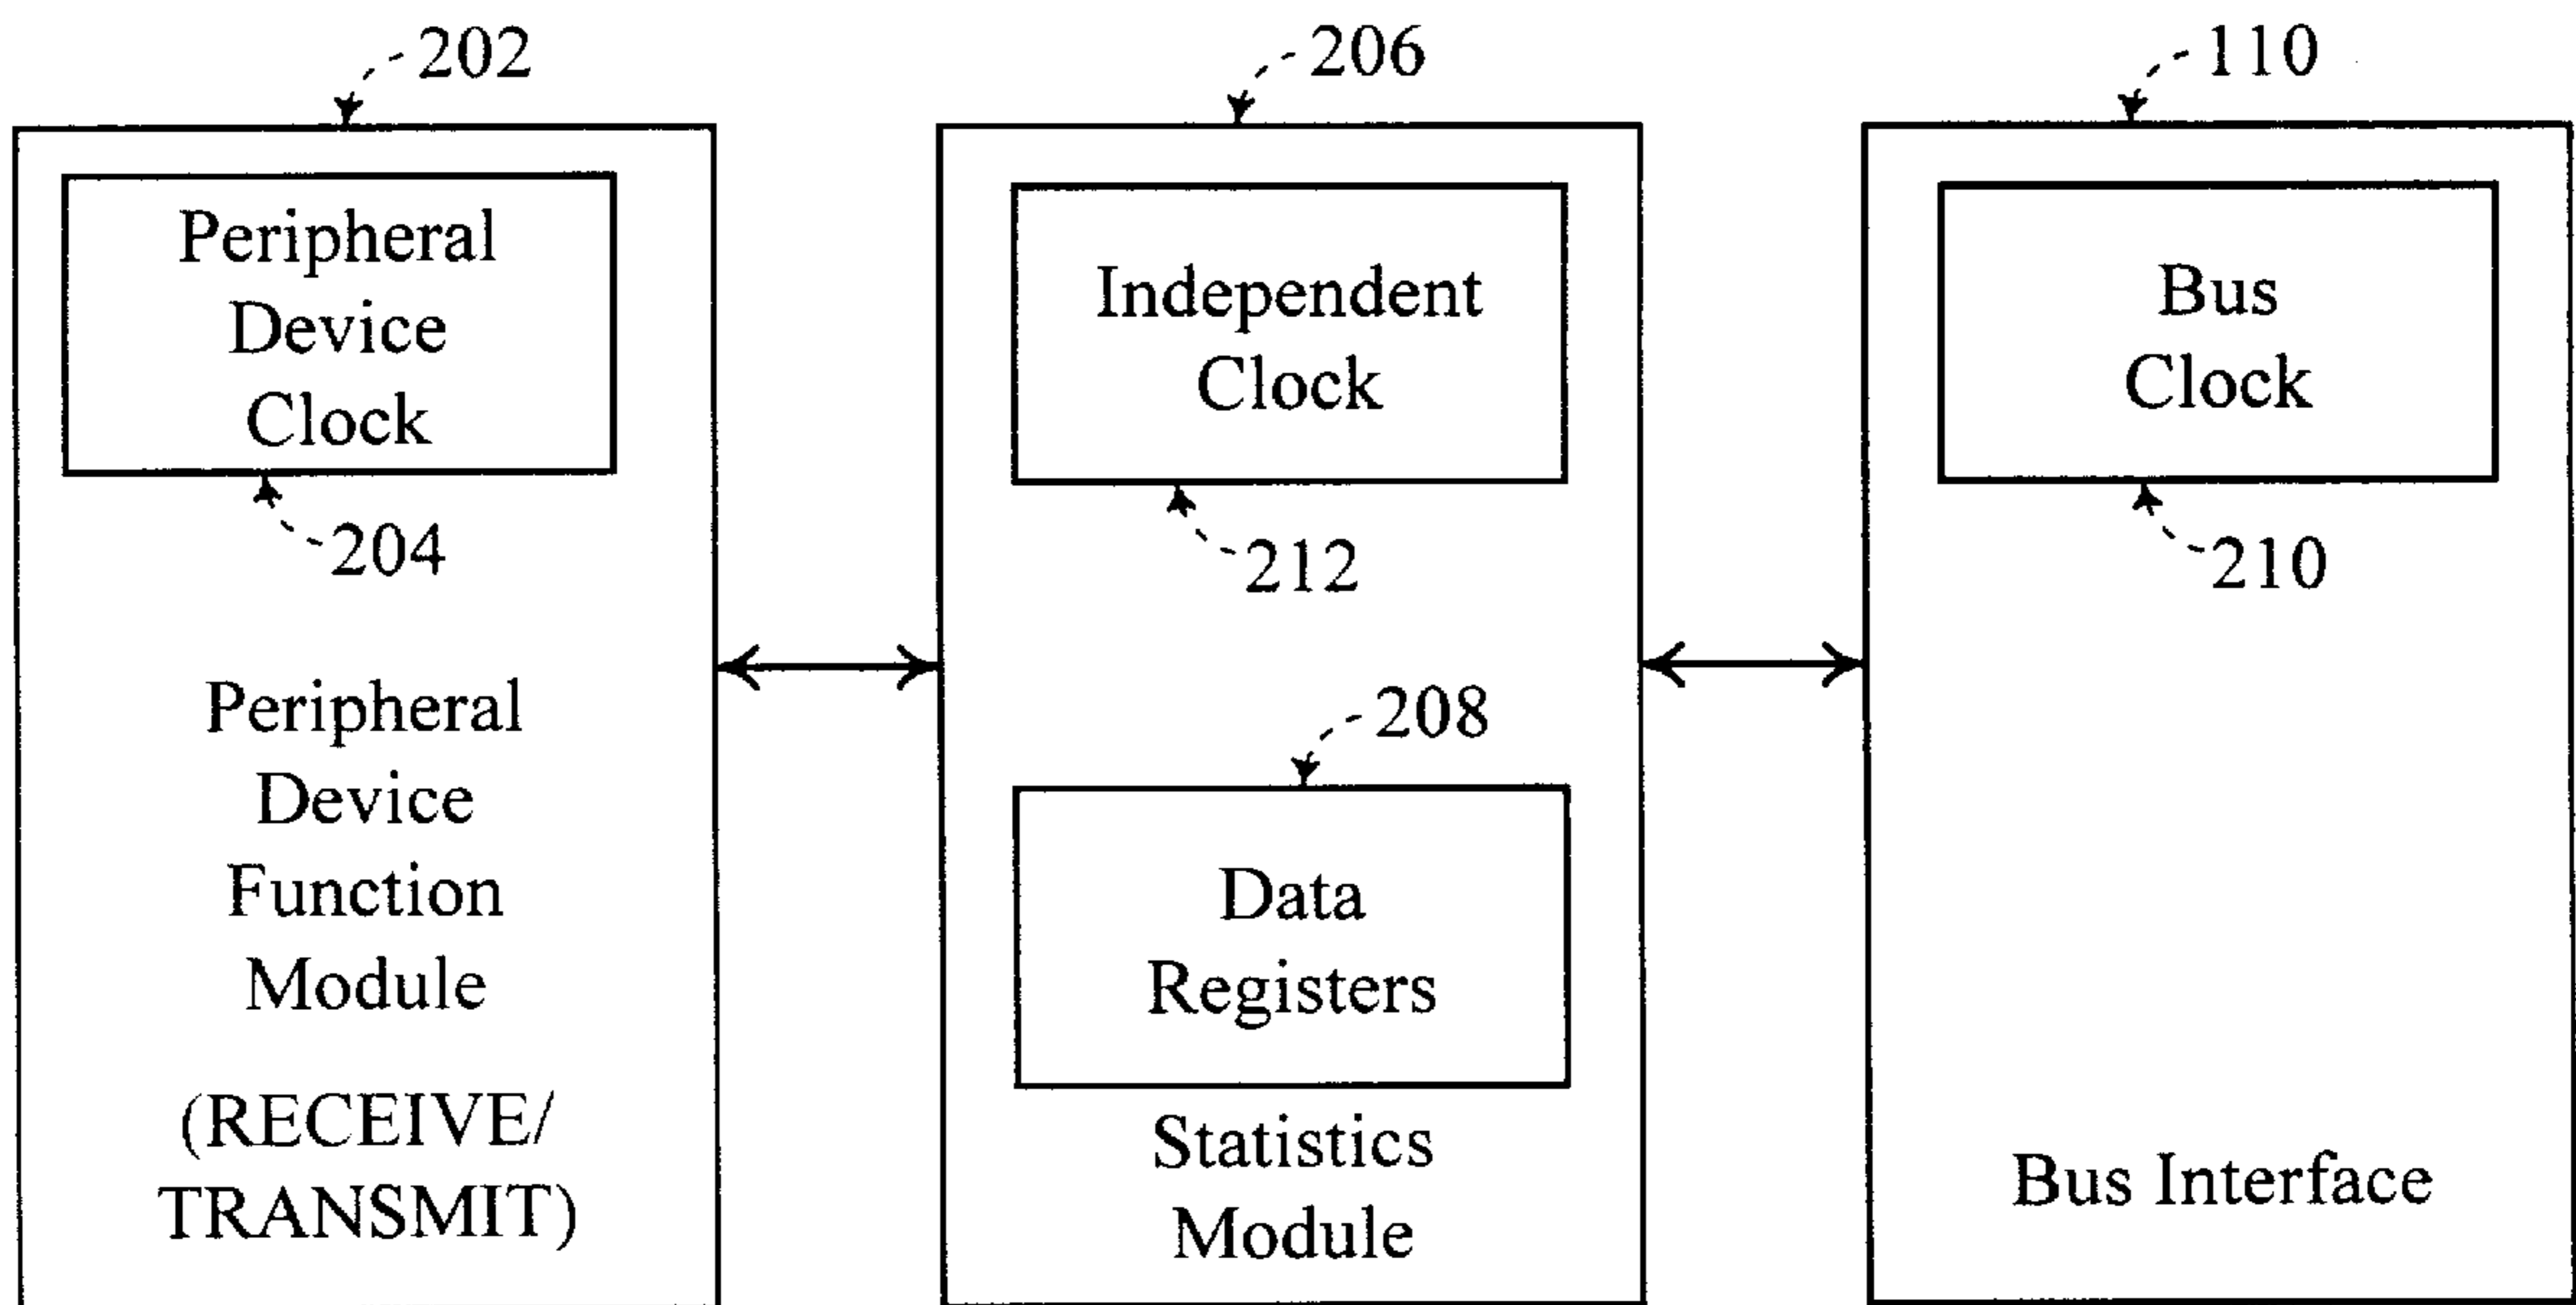 202
206
110
Peripheral
Device
Clock
204
Independent
Clock
212
Bus
Clock
210
Peripheral
Device
Function
Module
(RECEIVE/
TRANSMIT)
208
Data
Registers
Statistics
Module
Bus Interface